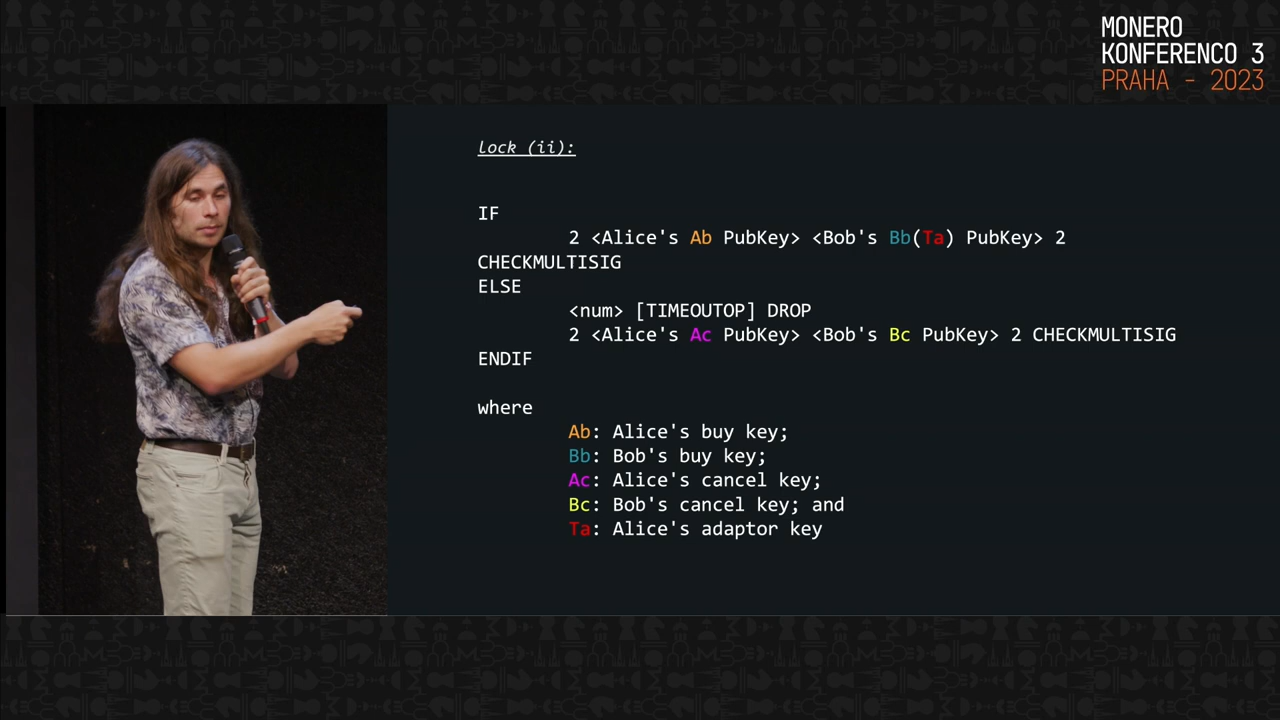 MONERO
KONFERENCO 3
PRAHA - 2023
lock (ii):
IF
2 <Alice's Ab PubKey> <Bob's Bb(Ta) PubKey> 2
CHECKMULTISIG
ELSE
<num> [TIMEOUTOP] DROP
2 <Alice's Ac PubKey> <Bob's Bc PubKey> 2 CHECKMULTISIG
ENDIF
where
Ab: Alice's buy key;
Bb: Bob's buy key;
Ac: Alice's cancel key;
Bc: Bob's cancel key; and
Ta: Alice's adaptor key